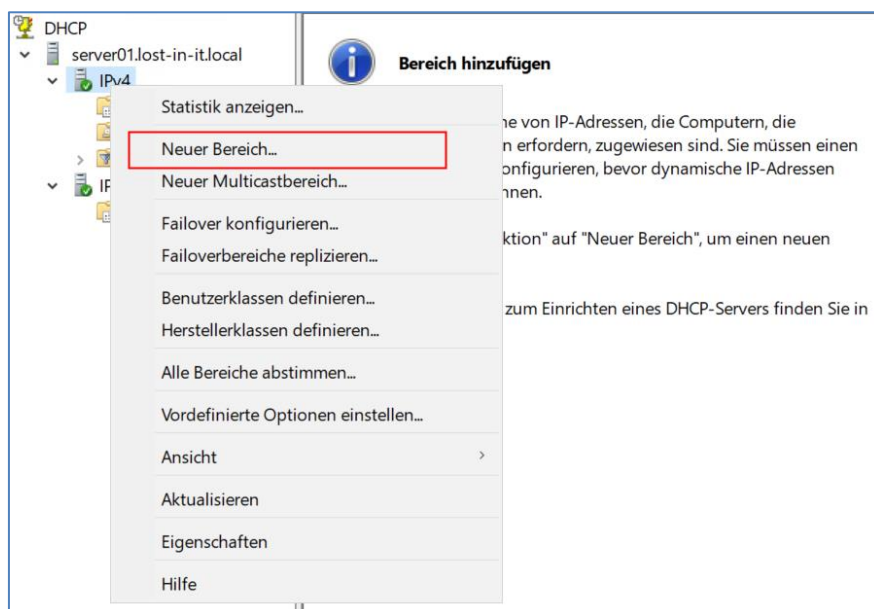 DHCP
server01.lost-in-it.local
IPv4
IP
Statistik anzeigen...
Neuer Bereich...
Neuer Multicastbereich...
Failover konfigurieren...
Failoverbereiche replizieren...
Benutzerklassen definieren...
Herstellerklassen definieren...
Alle Bereiche abstimmen...
Vordefinierte Optionen einstellen...
Ansicht
Aktualisieren
Eigenschaften
Hilfe
Bereich hinzufügen
ne von IP-Adressen, die Computern, die
n erfordern, zugewiesen sind. Sie müssen einen
onfigurieren, bevor dynamische IP-Adressen
nnen.
ktion" auf "Neuer Bereich", um einen neuen
zum Einrichten eines DHCP-Servers finden Sie in